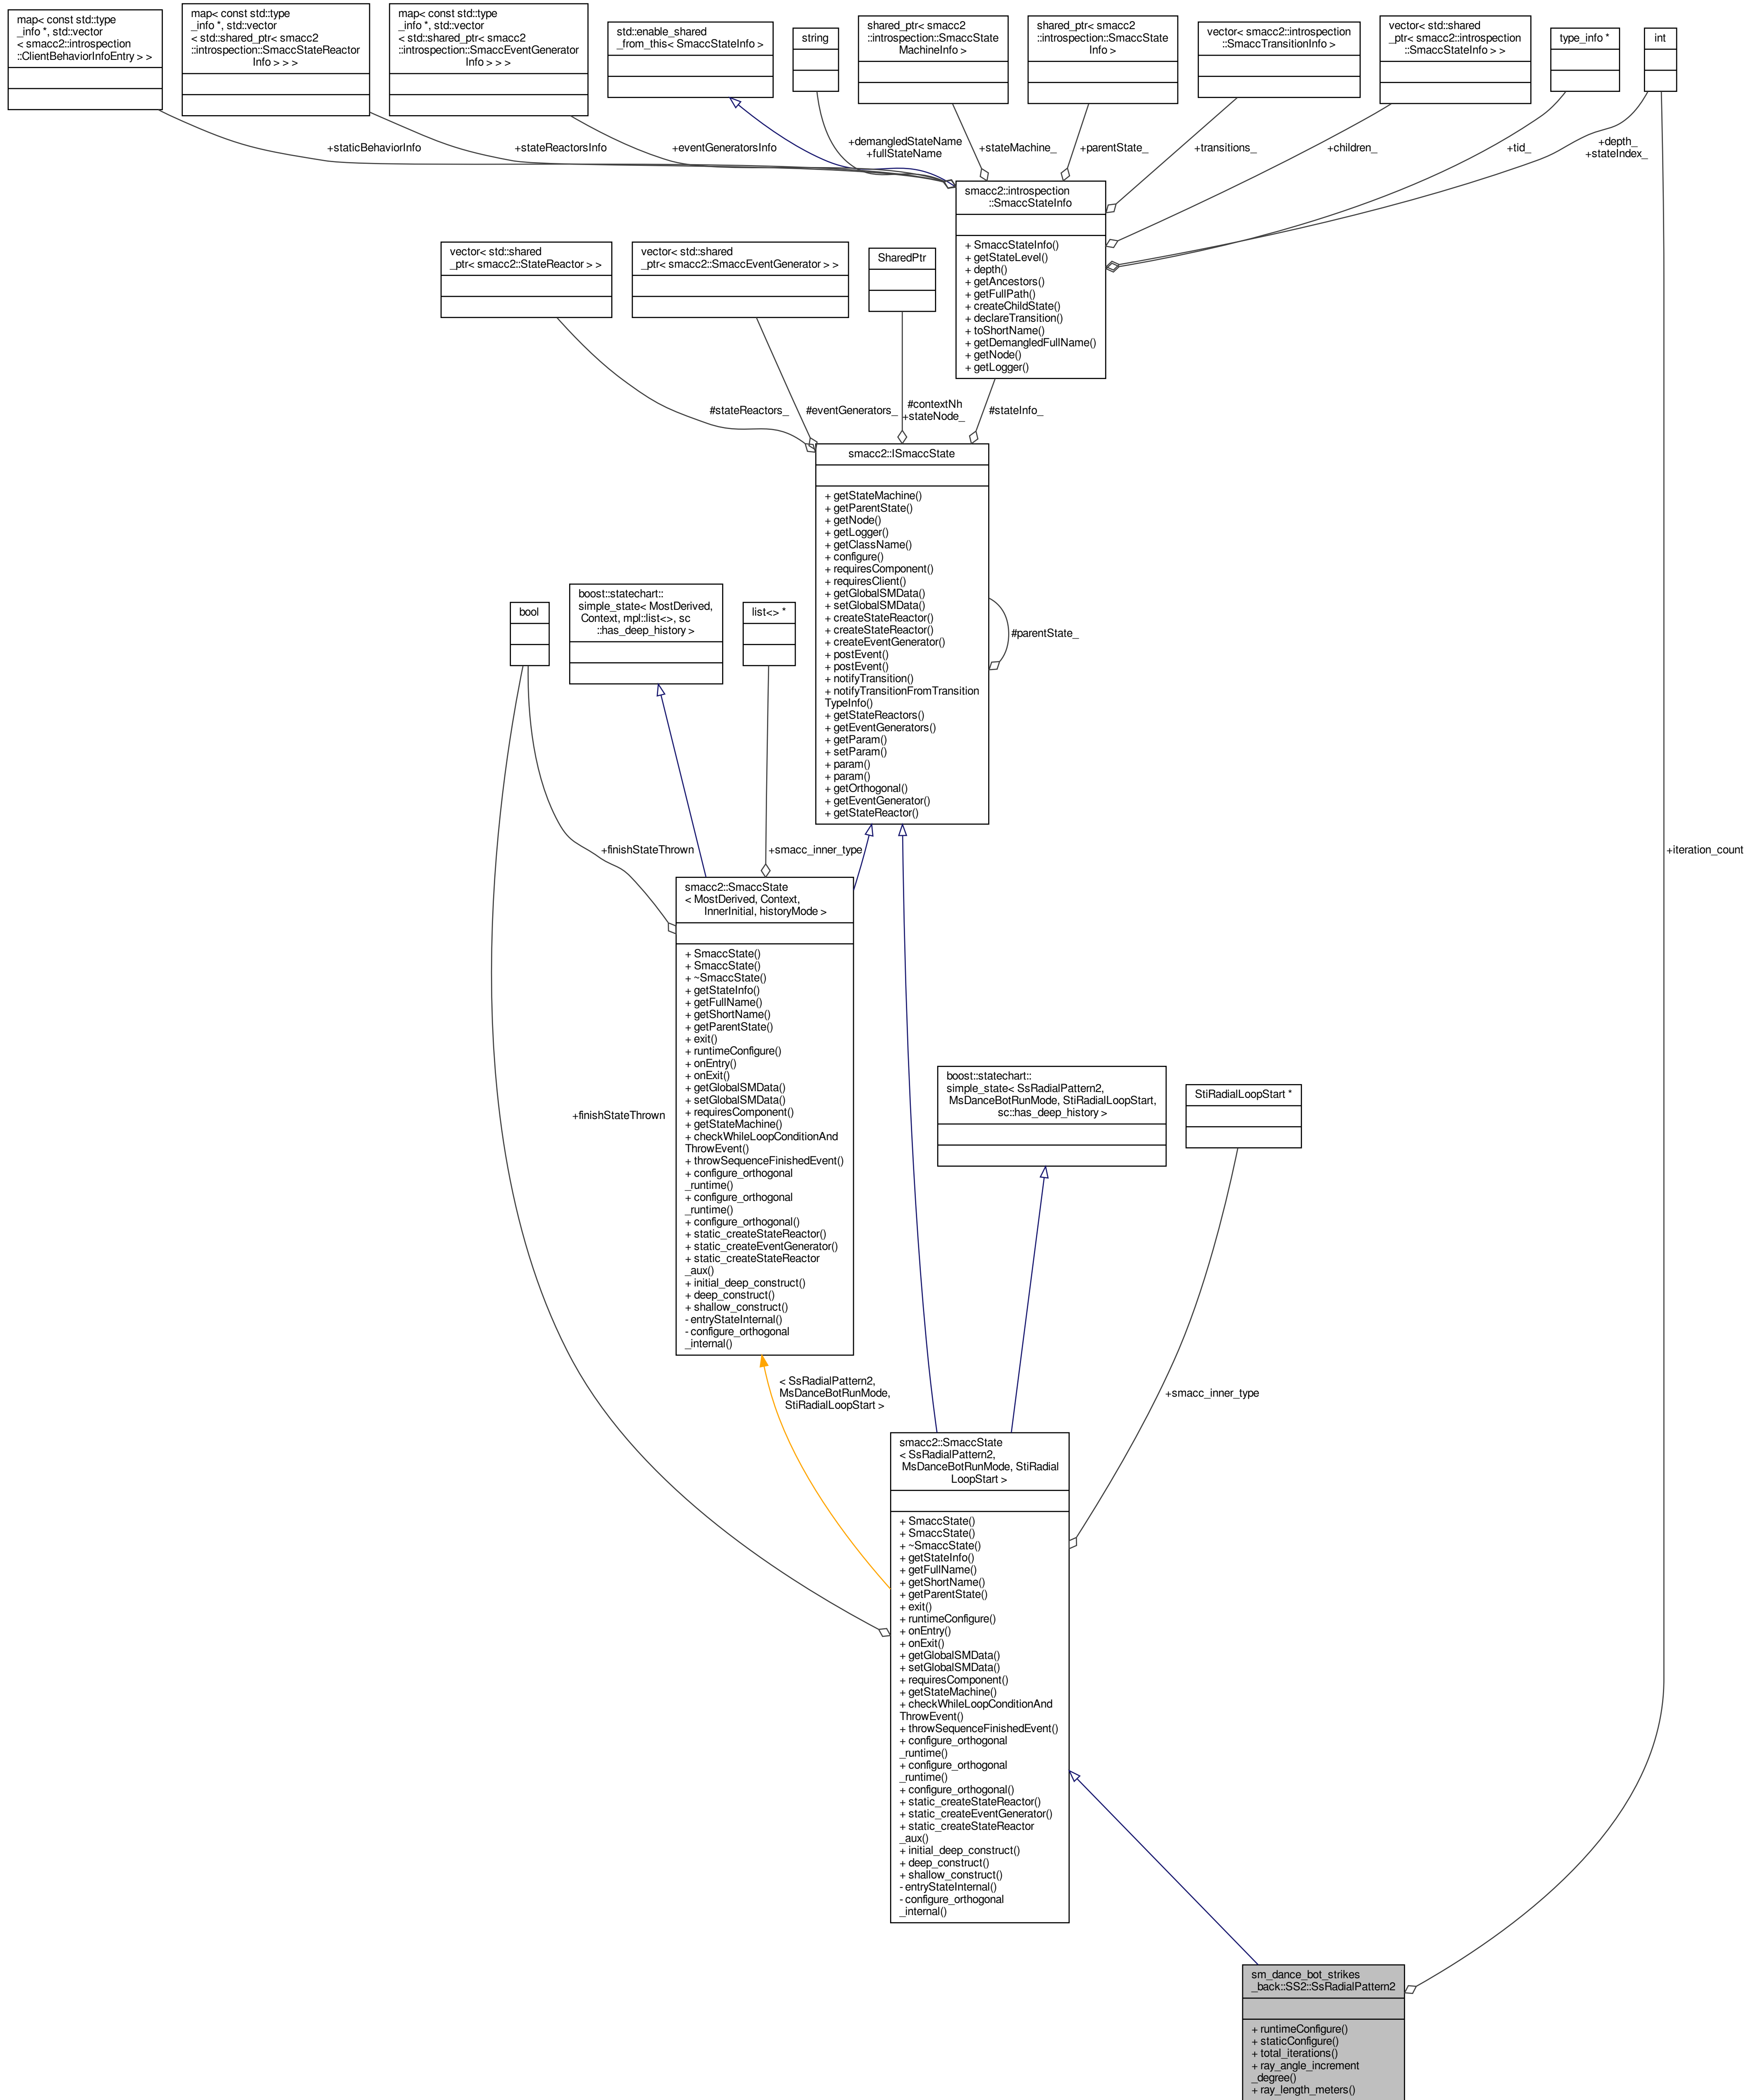 map< const std::type
_info *, std::vector
< smacc2::introspection
::ClientBehaviorInfoEntry > >
map< const std::type
_info *, std::vector
< std::shared_ptr< smacc2
::introspection::SmaccStateReactor
Info > > >
map< const std::type
_info *, std::vector
< std::shared_ptr< smacc2
::introspection::SmaccEventGenerator
Info > > >
std::enable_shared
_from_this< SmaccStateInfo >
string
shared_ptr< smacc2
::introspection::SmaccState
MachineInfo >
shared_ptr< smacc2
::introspection::SmaccState
Info >
vector< smacc2::introspection
::SmaccTransitionInfo >
vector< std::shared
_ptr< smacc2::introspection
::SmaccStateInfo > >
type_info *
int
+staticBehaviorInfo
+stateReactorsInfo
+eventGeneratorsInfo
+demangledStateName
+fullStateName
+stateMachine_
+parentState_
+transitions_
+children_
+tid_
+depth_
+stateIndex_
smacc2::introspection
::SmaccStateInfo
+ SmaccStateInfo()
+ getStateLevel()
+ depth()
+ getAncestors()
+ getFullPath()
+ createChildState()
+ declareTransition()
+ toShortName()
+ getDemangledFullName()
+ getNode()
+ getLogger()
vector< std::shared
_ptr< smacc2::StateReactor > >
vector< std::shared
_ptr< smacc2::SmaccEventGenerator > >
SharedPtr
#stateReactors_
#eventGenerators_
#contextNh
+stateNode_
#stateInfo_
smacc2::ISmaccState
+ getStateMachine()
+ getParentState()
+ getNode()
+ getLogger()
+ getClassName()
+ configure()
+ requiresComponent()
+ requiresClient()
+ getGlobalSMData()
+ setGlobalSMData()
+ createStateReactor()
+ createStateReactor()
+ createEventGenerator()
+ postEvent()
+ postEvent()
+ notifyTransition()
+ notifyTransitionFromTransition
TypeInfo()
+ getStateReactors()
+ getEventGenerators()
+ getParam()
+ setParam()
+ param()
+ param()
+ getOrthogonal()
+ getEventGenerator()
+ getStateReactor()
#parentState_
bool
boost::statechart::
simple_state< MostDerived,
Context, mpl::list<>, sc
::has_deep_history >
list<> *
+finishStateThrown
+smacc_inner_type
+iteration_count
smacc2::SmaccState
< MostDerived, Context,
InnerInitial, historyMode >
+ SmaccState()
+ SmaccState()
+ ~SmaccState()
+ getStateInfo()
+ getFullName()
+ getShortName()
+ getParentState()
+ exit()
+ runtimeConfigure()
+ onEntry()
+ onExit()
+ getGlobalSMData()
+ setGlobalSMData()
+ requiresComponent()
+ getStateMachine()
+ checkWhileLoopConditionAnd
ThrowEvent()
+ throwSequenceFinishedEvent()
+ configure_orthogonal
_runtime()
+ configure_orthogonal
_runtime()
+ configure_orthogonal()
+ static_createStateReactor()
+ static_createEventGenerator()
+ static_createStateReactor
_aux()
+ initial_deep_construct()
+ deep_construct()
+ shallow_construct()
- entryStateInternal()
- configure_orthogonal
_internal()
+finishStateThrown
boost::statechart::
simple_state< SsRadialPattern2,
MsDanceBotRunMode, StiRadialLoopStart,
sc::has_deep_history >
StiRadialLoopStart *
< SsRadialPattern2,
MsDanceBotRunMode,
StiRadialLoopStart >
+smacc_inner_type
smacc2::SmaccState
< SsRadialPattern2,
MsDanceBotRunMode, StiRadial
LoopStart >
+ SmaccState()
+ SmaccState()
+ ~SmaccState()
+ getStateInfo()
+ getFullName()
+ getShortName()
+ getParentState()
+ exit()
+ runtimeConfigure()
+ onEntry()
+ onExit()
+ getGlobalSMData()
+ setGlobalSMData()
+ requiresComponent()
+ getStateMachine()
+ checkWhileLoopConditionAnd
ThrowEvent()
+ throwSequenceFinishedEvent()
+ configure_orthogonal
_runtime()
+ configure_orthogonal
_runtime()
+ configure_orthogonal()
+ static_createStateReactor()
+ static_createEventGenerator()
+ static_createStateReactor
_aux()
+ initial_deep_construct()
+ deep_construct()
+ shallow_construct()
- entryStateInternal()
- configure_orthogonal
_internal()
sm_dance_bot_strikes
_back::SS2::SsRadialPattern2
+ runtimeConfigure()
+ staticConfigure()
+ total_iterations()
+ ray_angle_increment
_degree()
+ ray_length_meters()